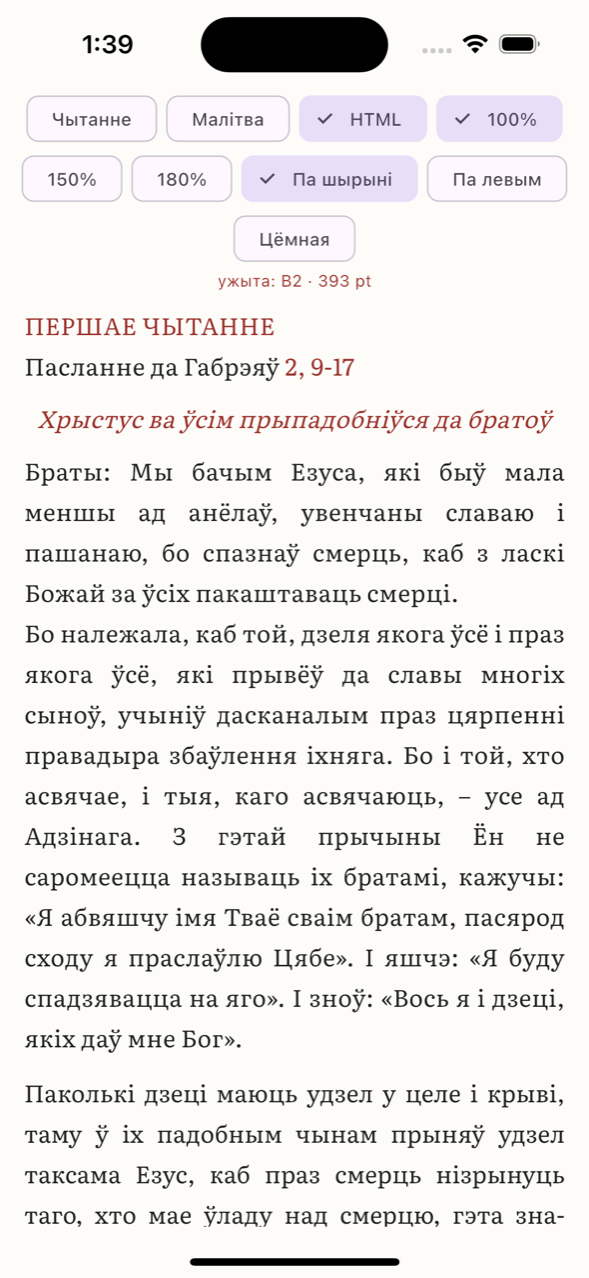 1:39
Чытанне Малітва ✓ HTML ✓ 100%
150% 180% ✓ Па шырыні Па левым
Цёмная
ужыта: B2 · 393 pt
ПЕРШАЕ ЧЫТАННЕ
Пасланне да Габрэяў 2, 9-17
Хрыстус ва ўсім прыпадобніўся да братоў
Браты: Мы бачым Езуса, які быў мала
меншы ад анёлаў, увенчаны славаю і
пашанаю, бо спазнаў смерць, каб з ласкі
Божай за ўсіх пакаштаваць смерці.
Бо належала, каб той, дзеля якога ўсё і праз
якога ўсё, які прывёў да славы многіх
сыноў, учыніў дасканалым праз цярпенні
правадыра збаўлення іхняга. Бо і той, хто
асвячае, і тыя, каго асвячаюць, – усе ад
Адзінага. З гэтай прычыны Ён не
саромеецца называць іх братамі, кажучы:
«Я абвяшчу імя Тваё сваім братам, пасярод
сходу я праслаўлю Цябе». І яшчэ: «Я буду
спадзявацца на яго». І зноў: «Вось я і дзеці,
якіх даў мне Бог».
Паколькі дзеці маюць удзел у целе і крыві,
таму ў іх падобным чынам прыняў удзел
таксама Езус, каб праз смерць нізрынуць
таго, хто мае ўладу над смерцю, гэта зна-